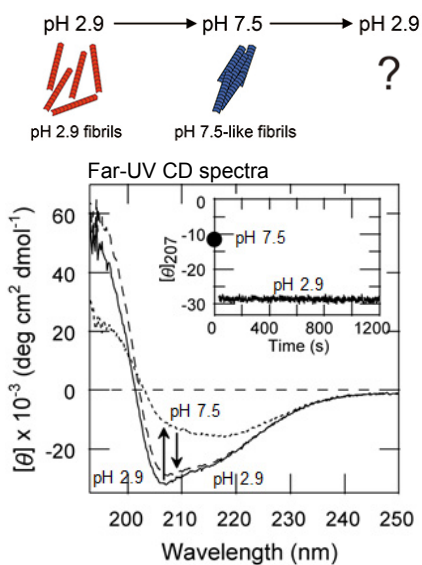 pH 2.9 → pH 7.5 → pH 2.9
?
pH 2.9 fibrils pH 7.5-like fibrils
Far-UV CD spectra
[θ] x 10⁻³ (deg cm² dmol⁻¹)
60
40
20
0
-20
[θ]207
0
-10
-20
-30
pH 7.5
pH 2.9
0 400 800 1200
Time (s)
pH 7.5
pH 2.9 pH 2.9
200 210 220 230 240 250
Wavelength (nm)